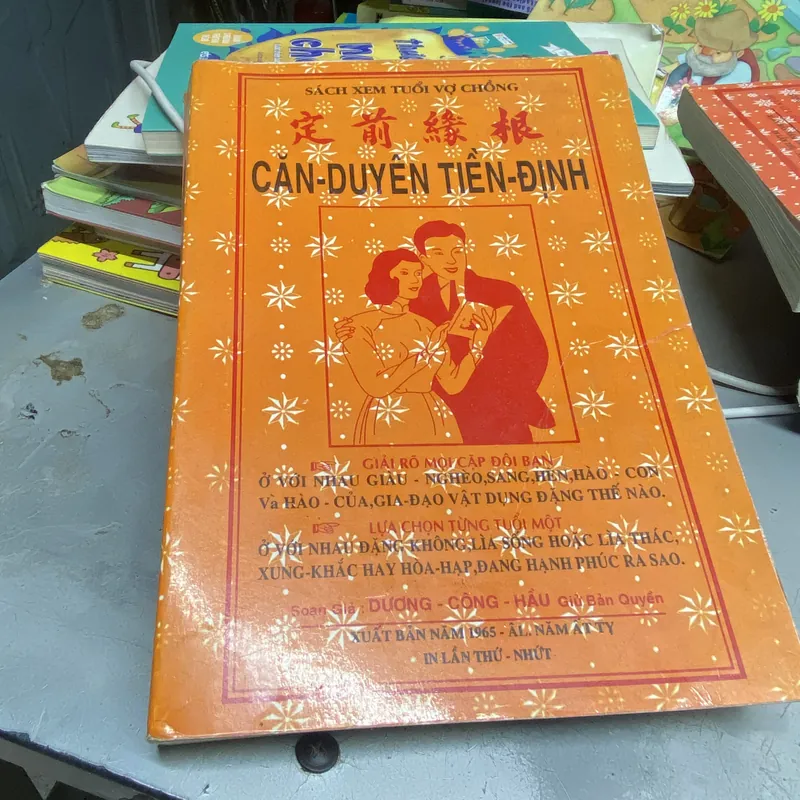 SÁCH XEM TUỔI VỢ CHỒNG
定前緣根
CĂN-DUYÊN TIỀN-ĐỊNH
GIẢI RÕ MỌI CẶP ĐÔI BẠN
Ở VỚI NHAU GIÀU - NGHÈO,SANG,HÈN,HÀO - CON
Và HÀO - CỦA,GIA-ĐẠO VẬT DỤNG ĐẶNG THẾ NÀO.
LỰA CHỌN TỪNG TUỔI MỘT
Ở VỚI NHAU ĐẶNG KHÔNG,LÌA SỐNG HOẶC LÌA THÁC,
XUNG-KHẮC HAY HÒA-HẠP,ĐANG HẠNH PHÚC RA SAO.
Soạn Giả : DƯƠNG - CÔNG - HẦU Giữ Bản Quyền
XUẤT BẢN NĂM 1965 - ÂL. NĂM ẤT TỴ
IN LẦN THỨ - NHỨT